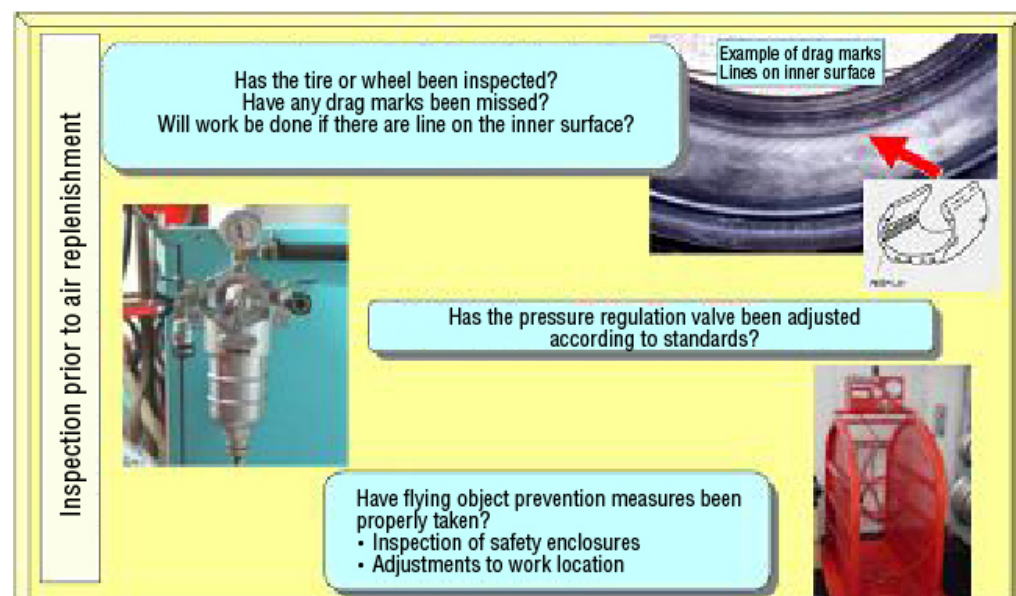 Inspection prior to air replenishment
Has the tire or wheel been inspected?
Have any drag marks been missed?
Will work be done if there are line on the inner surface?
Example of drag marks
Lines on inner surface
Has the pressure regulation valve been adjusted
according to standards?
Have flying object prevention measures been
properly taken?
• Inspection of safety enclosures
• Adjustments to work location